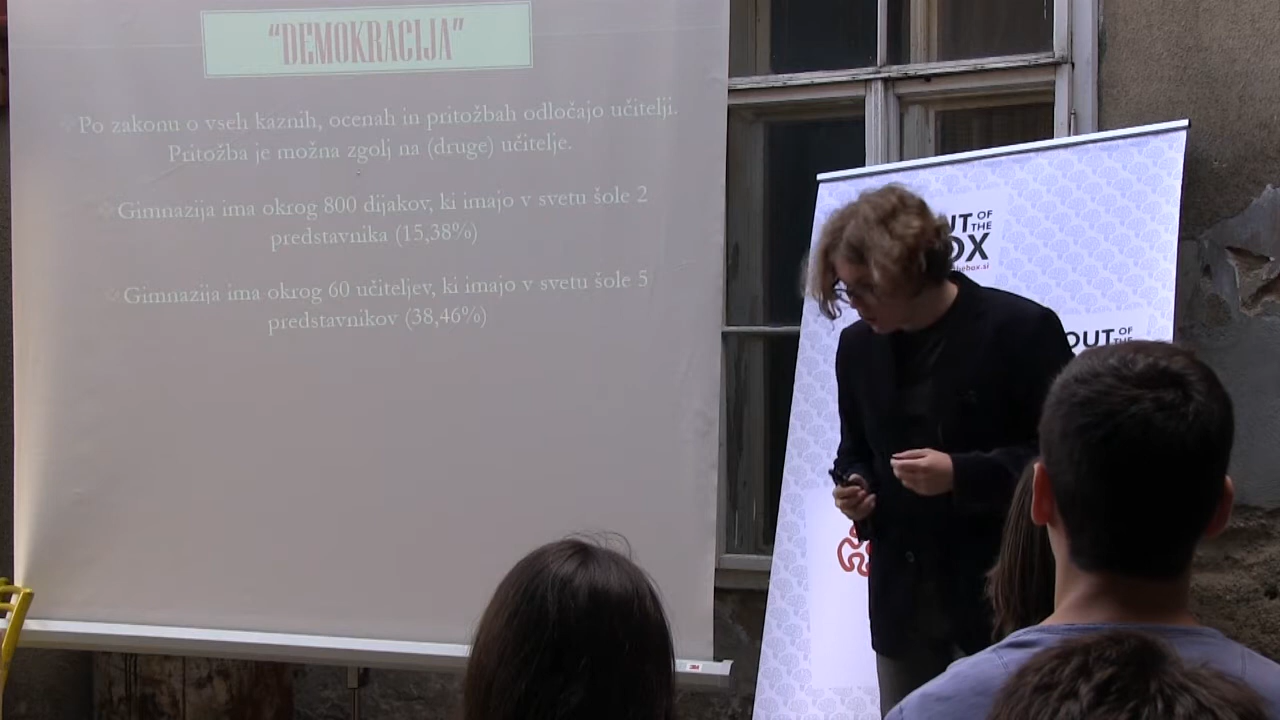 “DEMOKRACIJA”
Po zakonu o vseh kaznih, ocenah in pritožbah odločajo učitelji.
Pritožba je možna zgolj na (druge) učitelje.
Gimnazija ima okrog 800 dijakov, ki imajo v svetu šole 2
predstavnika (15,38%)
Gimnazija ima okrog 60 učiteljev, ki imajo v svetu šole 5
predstavnikov (38,46%)
OF
THE
OUT OF
THE
3M